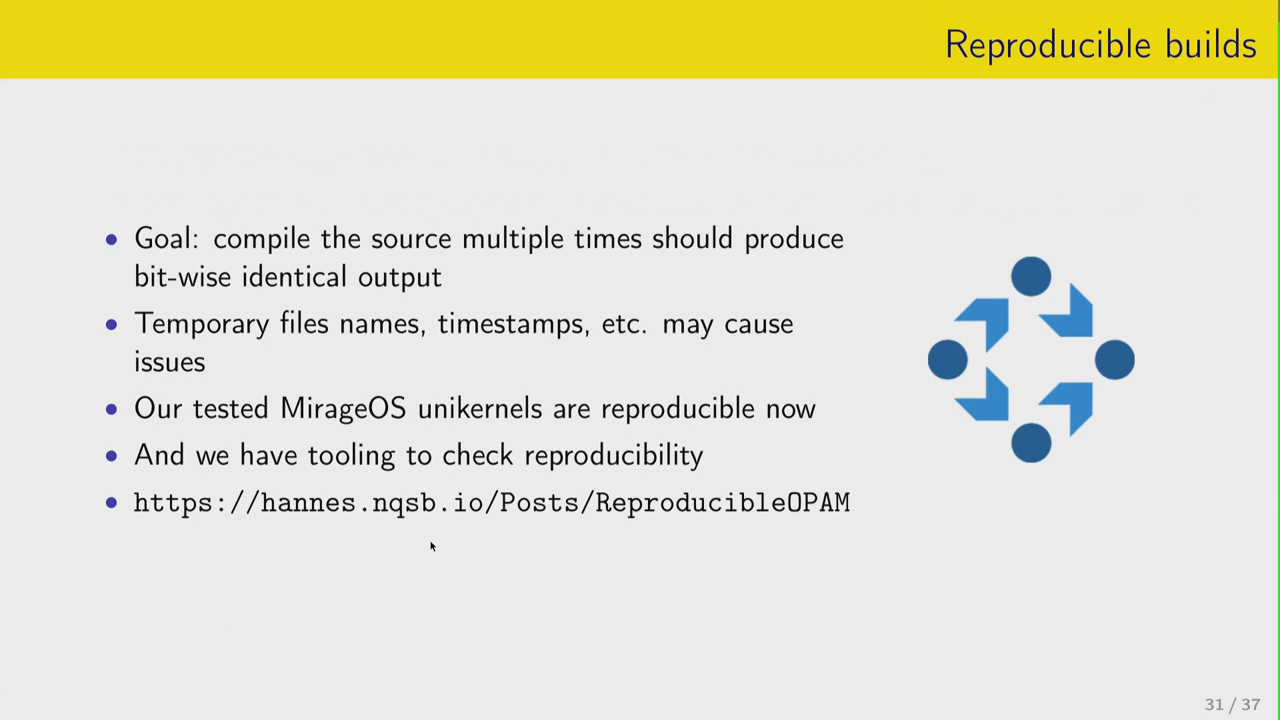 Reproducible builds
• Goal: compile the source multiple times should produce
bit-wise identical output
• Temporary files names, timestamps, etc. may cause
issues
• Our tested MirageOS unikernels are reproducible now
• And we have tooling to check reproducibility
• https://hannes.nqsb.io/Posts/ReproducibleOPAM
31 / 37